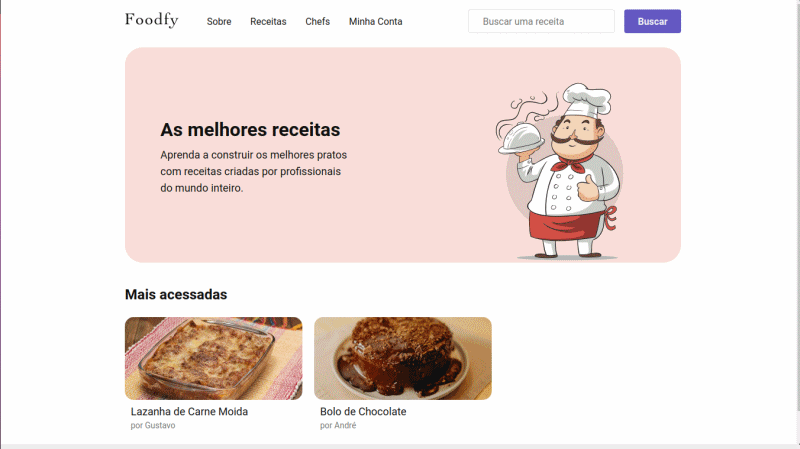 Foodfy
Sobre
Receitas
Chefs
Minha Conta
Buscar uma receita
Buscar
As melhores receitas
Aprenda a construir os melhores pratos
com receitas criadas por profissionais
do mundo inteiro.
Mais acessadas
Lazanha de Carne Moida
por Gustavo
Bolo de Chocolate
por André